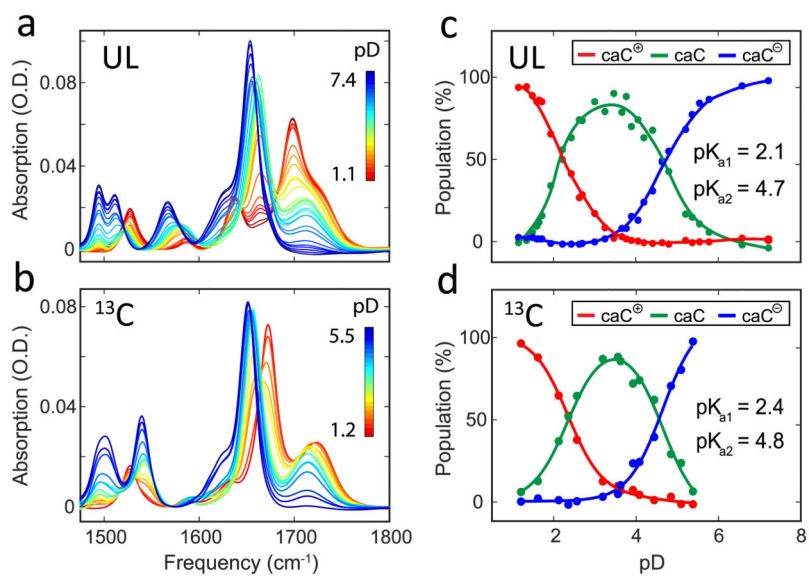 a
UL
pD
7.4
1.1
0.08
0.04
0
Absorption (O.D.)
c
UL
caC⊕ caC caC⊖
100
50
0
Population (%)
pKa1 = 2.1
pKa2 = 4.7
b
13C
pD
5.5
1.2
0.08
0.04
0
Absorption (O.D.)
1500 1600 1700 1800
Frequency (cm-1)
d
13C
caC⊕ caC caC⊖
100
50
0
Population (%)
pKa1 = 2.4
pKa2 = 4.8
0 2 4 6 8
pD